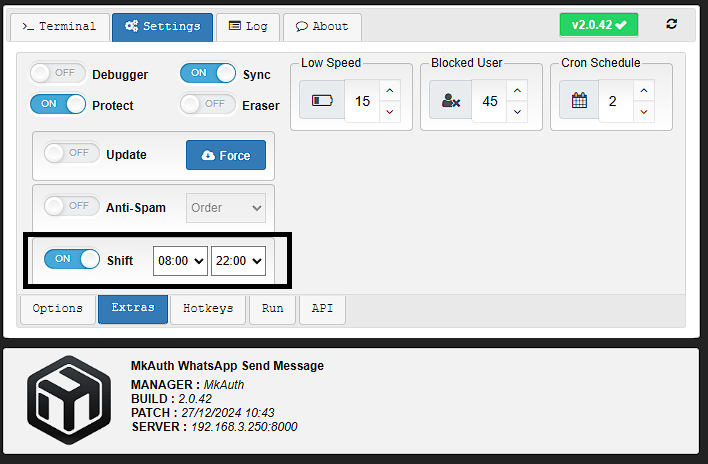 >_ Terminal Settings Log About v2.0.42
OFF Debugger ON Sync
ON Protect OFF Eraser
Low Speed Blocked User Cron Schedule
15 45 2
OFF Update Force
OFF Anti-Spam Order
ON Shift 08:00 22:00
Options Extras Hotkeys Run API
MkAuth WhatsApp Send Message
MANAGER : MkAuth
BUILD : 2.0.42
PATCH : 27/12/2024 10:43
SERVER : 192.168.3.250:8000